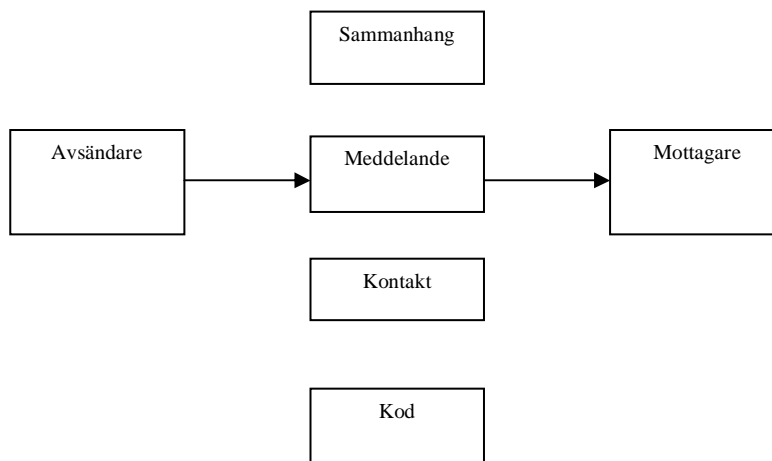 Sammanhang
Avsändare
Meddelande
Mottagare
Kontakt
Kod